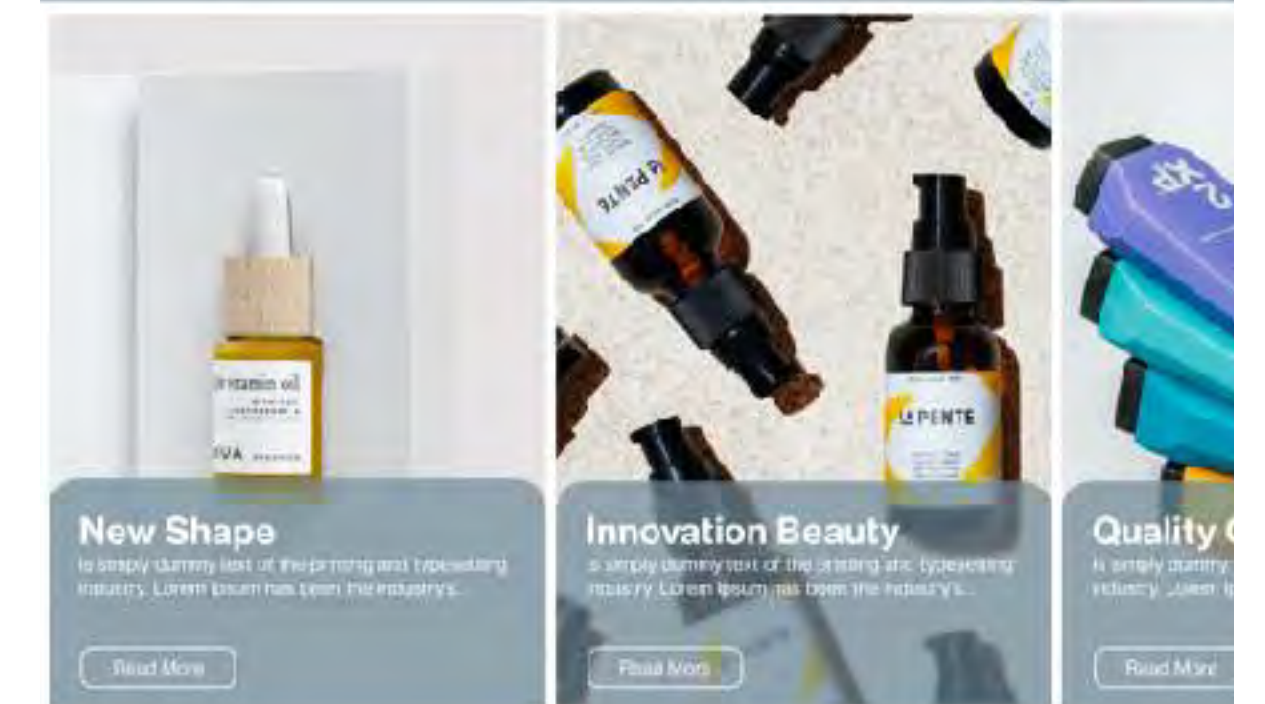 vitamin oil
LA PENTE
LA PENTE
2XP
New Shape
is simply dummy text of the printing and typesetting
industry. Lorem Ipsum has been the industry's...
Read More
Innovation Beauty
is simply dummy text of the printing and typesetting
industry. Lorem Ipsum has been the industry's...
Read More
Quality
is simply dummy
industry. Lorem
Read More